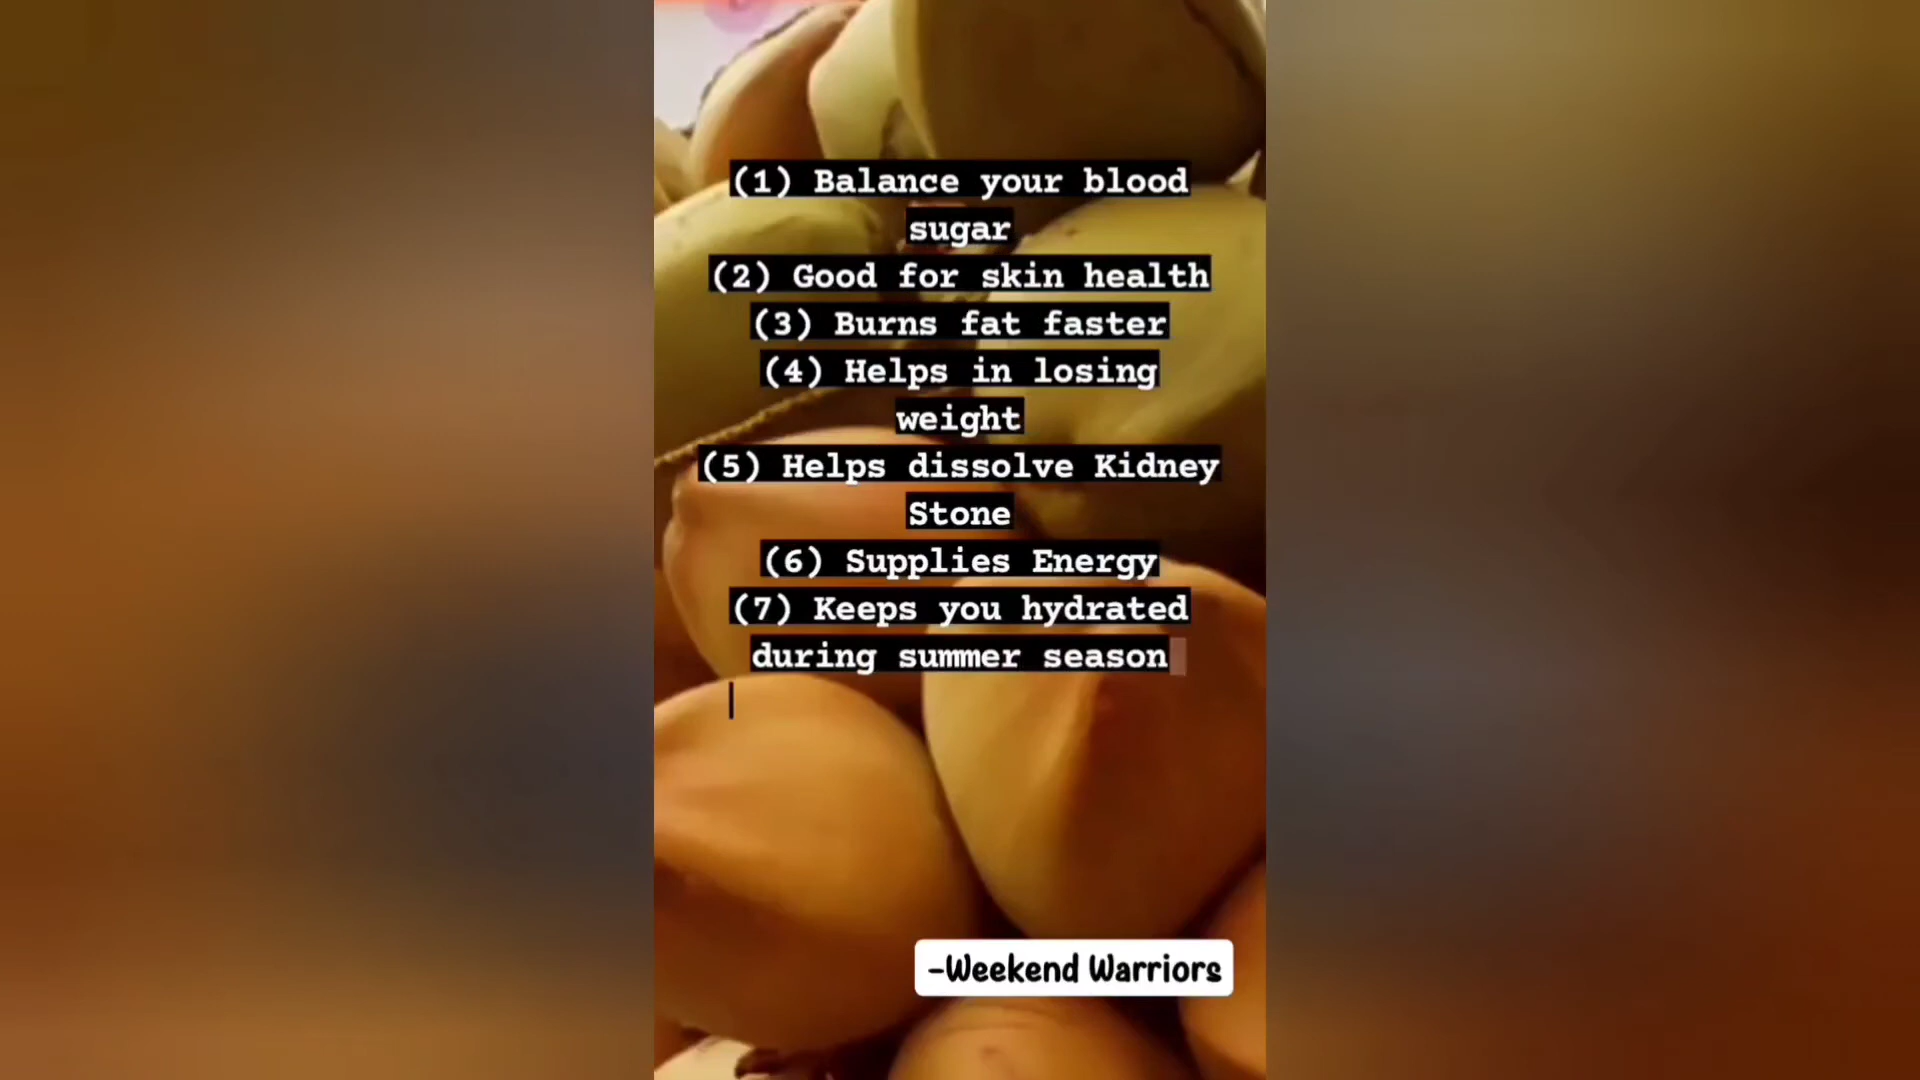 (1) Balance your blood
sugar
(2) Good for skin health
(3) Burns fat faster
(4) Helps in losing
weight
(5) Helps dissolve Kidney
Stone
(6) Supplies Energy
(7) Keeps you hydrated
during summer season
-Weekend Warriors